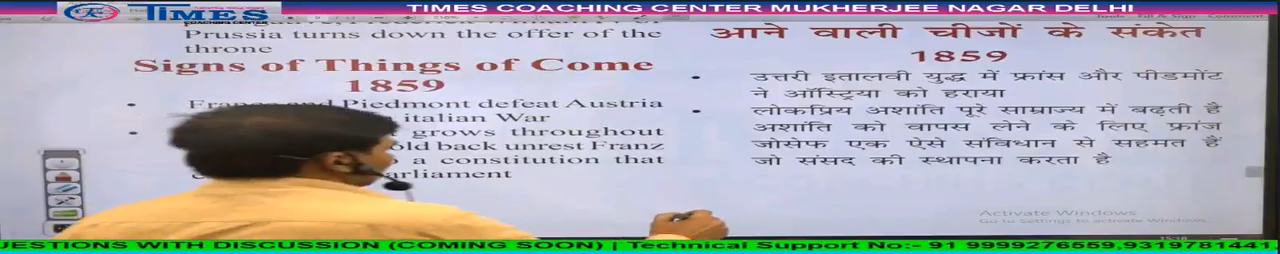 TIMES COACHING CENTER MUKHERJEE NAGAR DELHI
TIMES
COACHING CENTER
Prussia turns down the offer of the
throne
Signs of Things of Come
1859
and Piedmont defeat Austria
italian War
grows throughout
old back unrest Franz
a constitution that
arliament
आने वाली चीजों के संकेत
1859
उत्तरी इतालवी युद्ध में फ्रांस और पीडमोंट
ने ऑस्ट्रिया को हराया
लोकप्रिय अशांति पूरे साम्राज्य में बढ़ती है
अशांति को वापस लेने के लिए फ्रांज
जोसेफ एक ऐसे संविधान से सहमत हैं
जो संसद की स्थापना करता है
Activate Windows
Go to Settings to activate Windows.
UESTIONS WITH DISCUSSION (COMING SOON) | Technical Support No:- 91 9999276559,9319781441